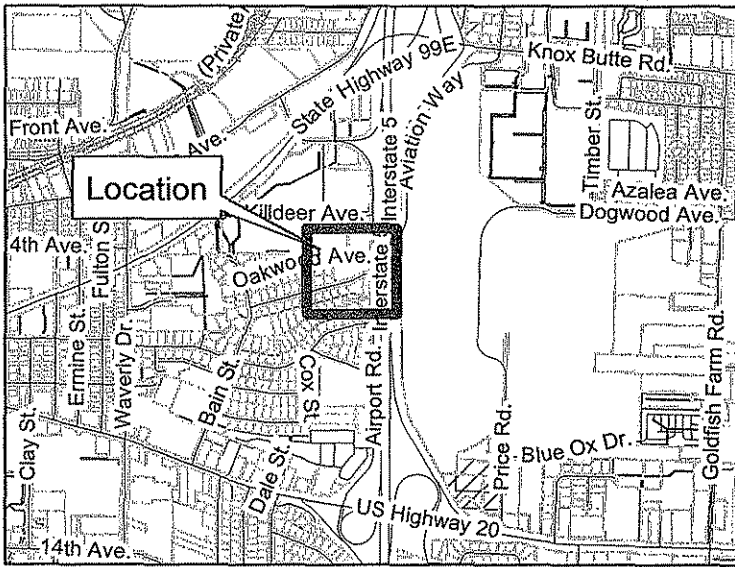 (Private)
State Highway 99E
Knox Butte Rd.
Front Ave.
Ave.
Interstate 5
Aviation Way
Timber St.
Location
Killdeer Ave.
Azalea Ave.
Dogwood Ave.
4th Ave.
Fulton S
Oakwood Ave.
Interstate
Ermine St.
Waverly Dr.
Bain St.
Cox St.
Airport Rd.
Interstate
Price Rd.
Goldfish Farm Rd.
Clay St.
Dale St.
Blue Ox Dr.
US Highway 20
14th Ave.